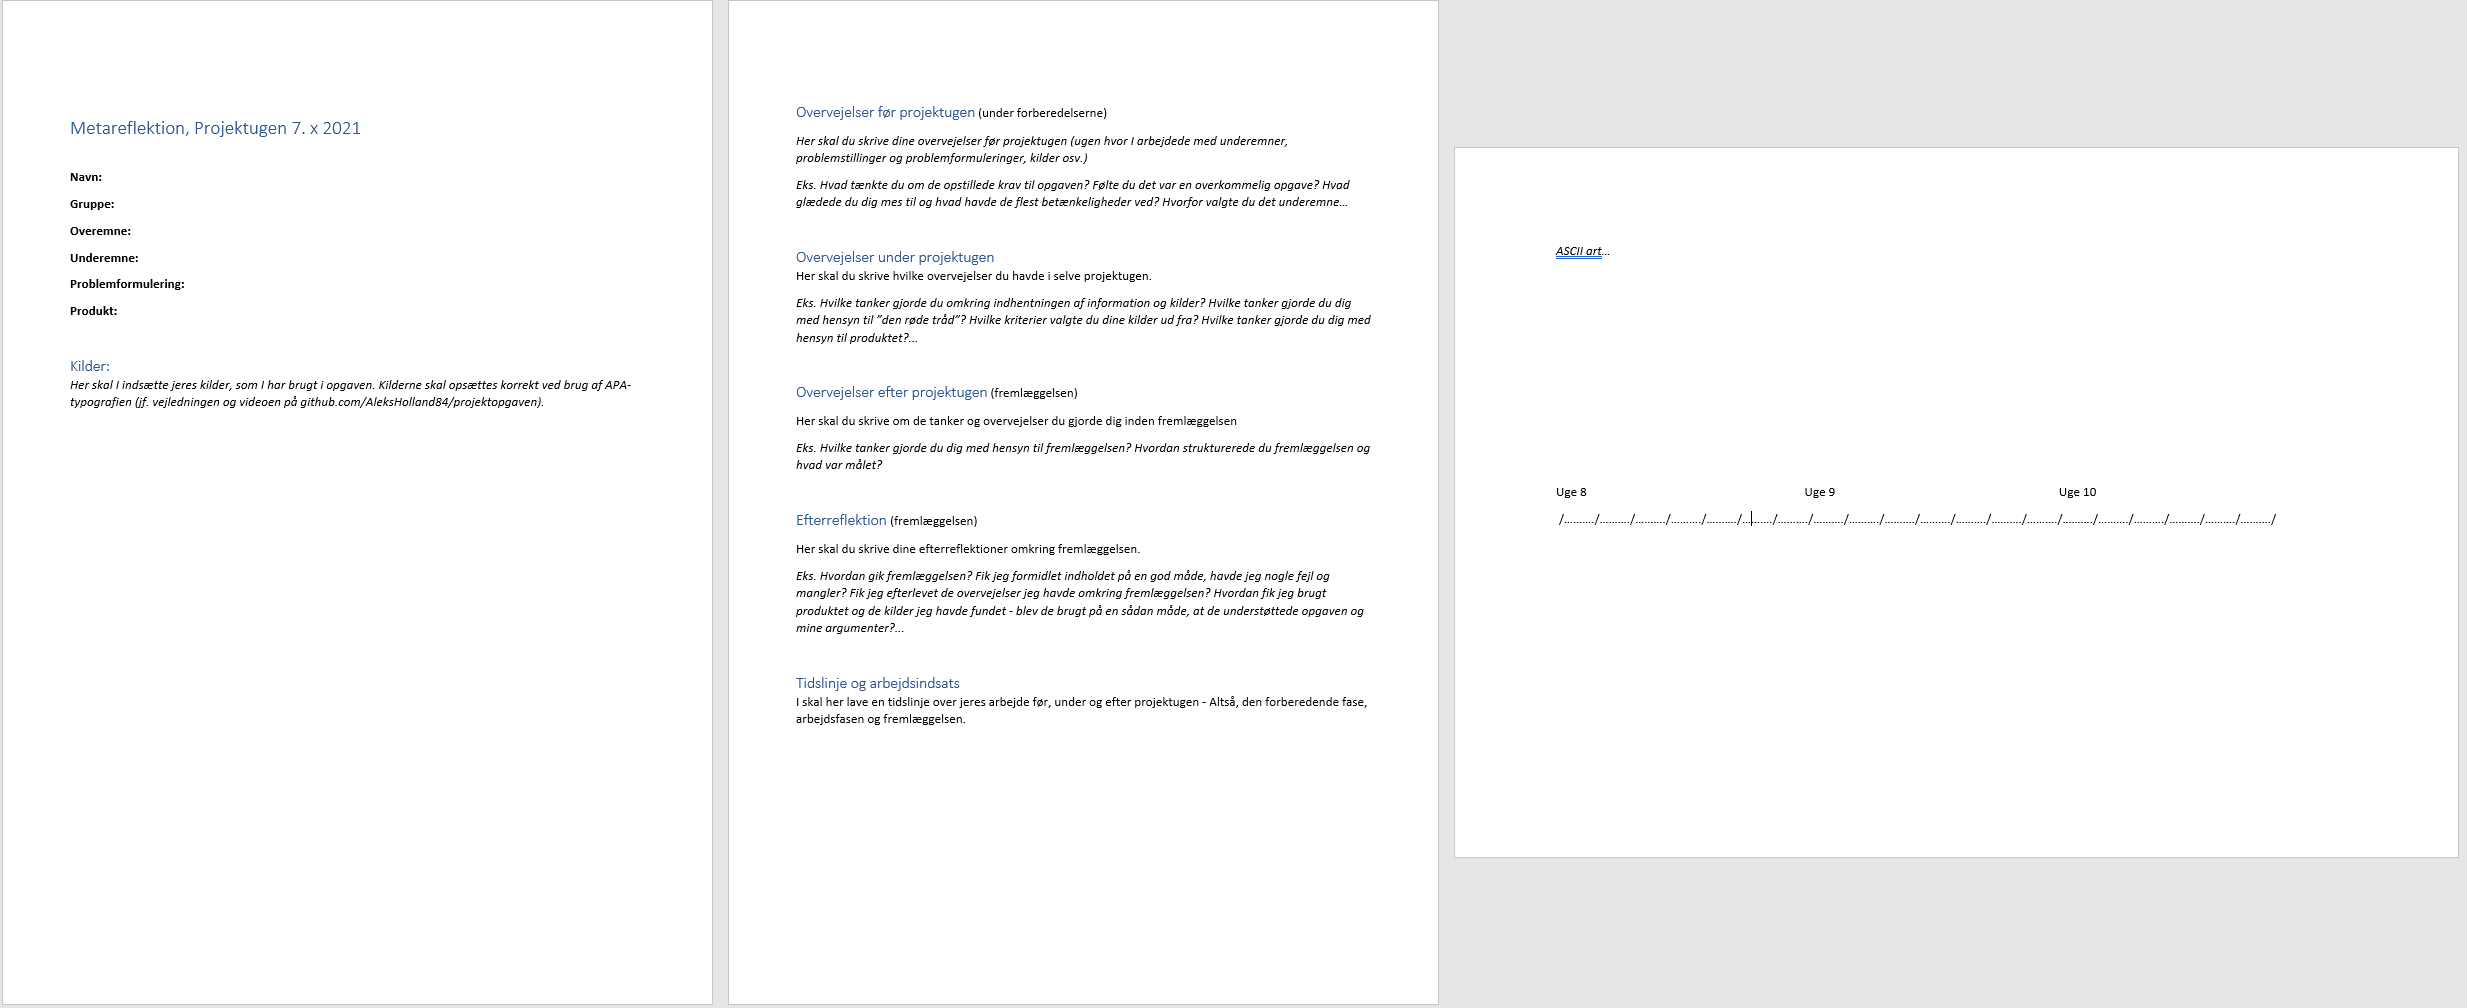 Metareflektion, Projektugen 7. x 2021
Navn:
Gruppe:
Overemne:
Underemne:
Problemformulering:
Produkt:
Kilder:
Her skal I indsætte jeres kilder, som I har brugt i opgaven. Kilderne skal opsættes korrekt ved brug af APA-
typografien (jf. vejledningen og videoen på github.com/AleksHolland84/projektopgaven).
Overvejelser før projektugen (under forberedelserne)
Her skal du skrive dine overvejelser før projektugen (ugen hvor I arbejdede med underemner,
problemstillinger og problemformuleringer, kilder osv.)
Eks. Hvad tænkte du om de opstillede krav til opgaven? Følte du det var en overkommelig opgave? Hvad
glædede du dig mes til og hvad havde de flest betænkeligheder ved? Hvorfor valgte du det underemne...
Overvejelser under projektugen
Her skal du skrive hvilke overvejelser du havde i selve projektugen.
Eks. Hvilke tanker gjorde du omkring indhentningen af information og kilder? Hvilke tanker gjorde du dig
med hensyn til ”den røde tråd”? Hvilke kriterier valgte du dine kilder ud fra? Hvilke tanker gjorde du dig med
hensyn til produktet?...
Overvejelser efter projektugen (fremlæggelsen)
Her skal du skrive om de tanker og overvejelser du gjorde dig inden fremlæggelsen
Eks. Hvilke tanker gjorde du dig med hensyn til fremlæggelsen? Hvordan strukturerede du fremlæggelsen og
hvad var målet?
Efterreflektion (fremlæggelsen)
Her skal du skrive dine efterreflektioner omkring fremlæggelsen.
Eks. Hvordan gik fremlæggelsen? Fik jeg formidlet indholdet på en god måde, havde jeg nogle fejl og
mangler? Fik jeg efterlevet de overvejelser jeg havde omkring fremlæggelsen? Hvordan fik jeg brugt
produktet og de kilder jeg havde fundet - blev de brugt på en sådan måde, at de understøttede opgaven og
mine argumenter?...
Tidslinje og arbejdsindsats
I skal her lave en tidslinje over jeres arbejde før, under og efter projektugen - Altså, den forberedende fase,
arbejdsfasen og fremlæggelsen.
ASCII art...
Uge 8 Uge 9 Uge 10
/.........../.........../.........../.........../.........../.........../.........../.........../.........../.........../.........../.........../.........../.........../.........../.........../.........../.........../.........../.........../